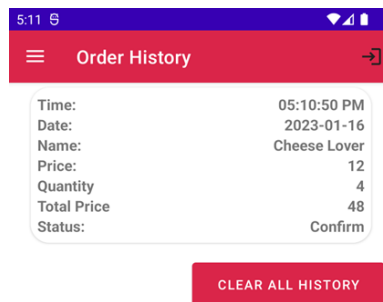 5:11
Order History
Time: 05:10:50 PM
Date: 2023-01-16
Name: Cheese Lover
Price: 12
Quantity 4
Total Price 48
Status: Confirm
CLEAR ALL HISTORY